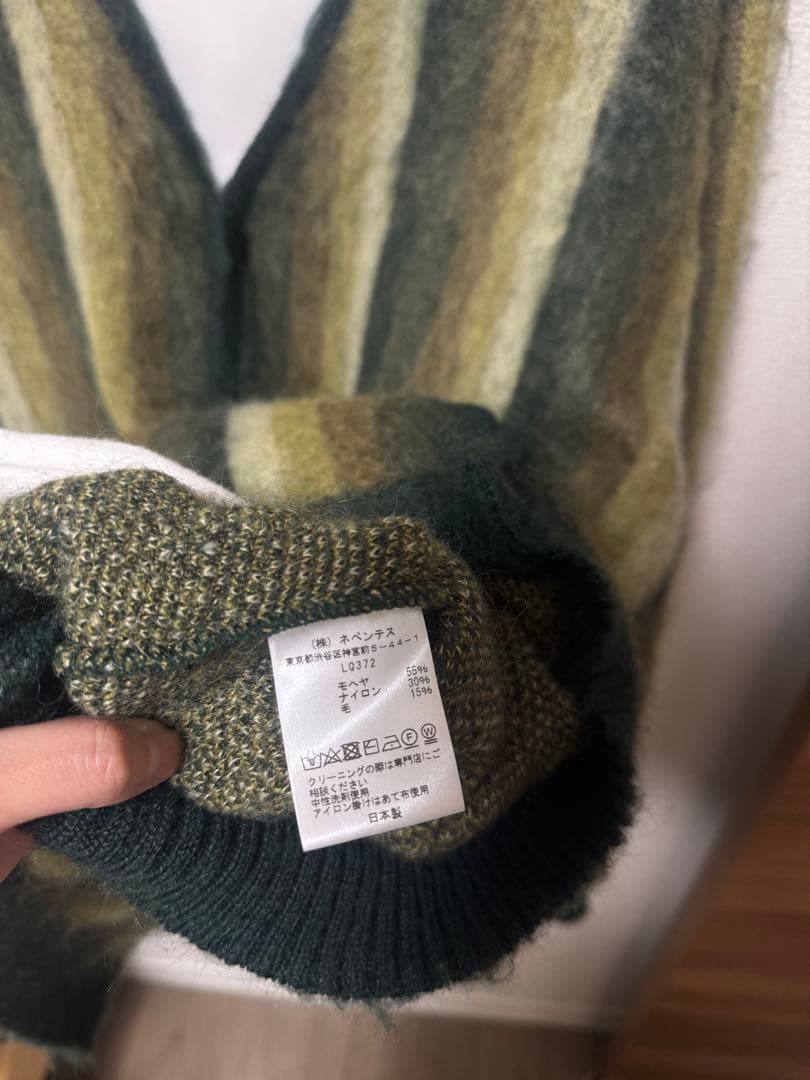 (株) ネペンテス
東京都渋谷区神宮前5-44-1
LQ372
モヘヤ 55%
ナイロン 30%
毛 15%
F W
クリーニングの際は専門店にご
相談ください
中性洗剤使用
アイロン掛けはあて布使用
日本製